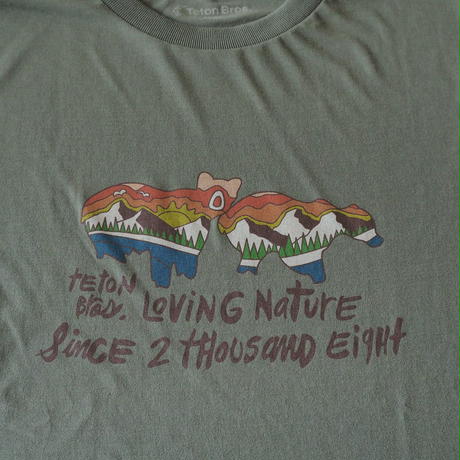 Teton Bros.
TETON
Bros. LOVING NATURE
SINCE 2 THOUSAND EIGHT